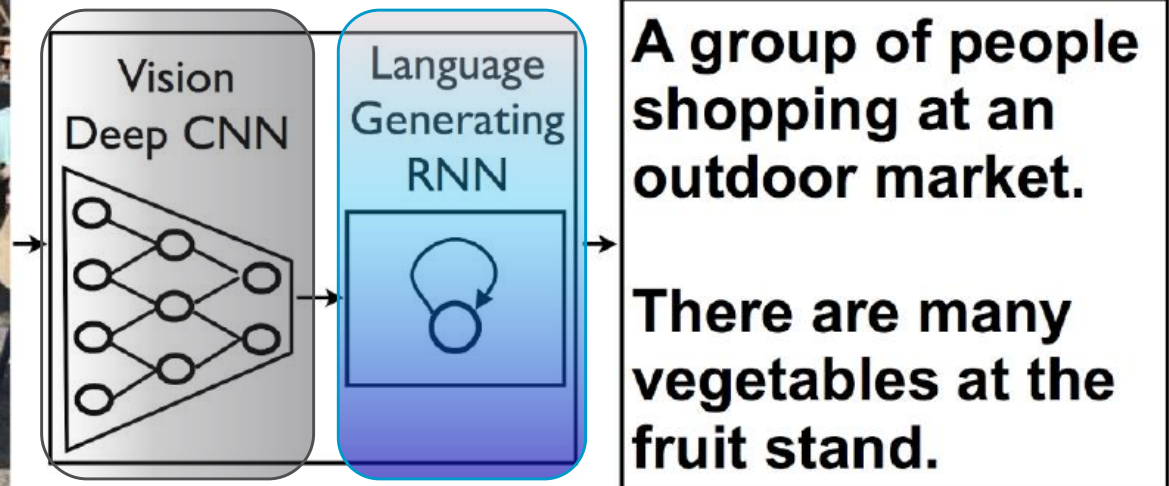 Vision
Deep CNN
Language
Generating
RNN
A group of people
shopping at an
outdoor market.
There are many
vegetables at the
fruit stand.